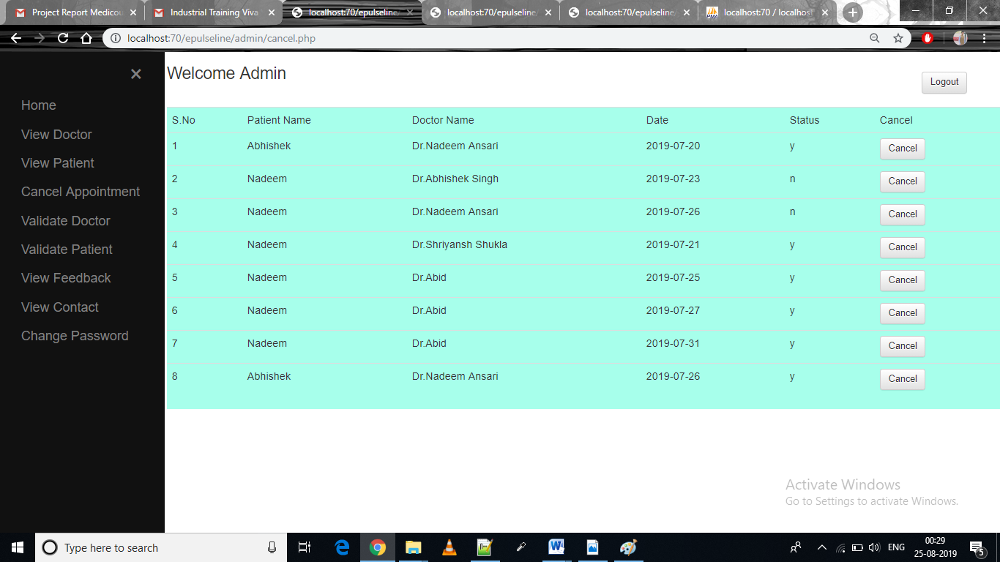 Project Report Medicou
Industrial Training Viva
localhost:70/epulseline
localhost:70/epulseline
localhost:70/epulseline
localhost:70 / localhost
localhost:70/epulseline/admin/cancel.php
Welcome Admin
Logout
Home
View Doctor
View Patient
Cancel Appointment
Validate Doctor
Validate Patient
View Feedback
View Contact
Change Password
S.No Patient Name Doctor Name Date Status Cancel
1 Abhishek Dr.Nadeem Ansari 2019-07-20 y Cancel
2 Nadeem Dr.Abhishek Singh 2019-07-23 n Cancel
3 Nadeem Dr.Nadeem Ansari 2019-07-26 n Cancel
4 Nadeem Dr.Shriyansh Shukla 2019-07-21 y Cancel
5 Nadeem Dr.Abid 2019-07-25 y Cancel
6 Nadeem Dr.Abid 2019-07-27 y Cancel
7 Nadeem Dr.Abid 2019-07-31 y Cancel
8 Abhishek Dr.Nadeem Ansari 2019-07-26 y Cancel
Activate Windows
Go to Settings to activate Windows.
Type here to search
ENG
00:29
25-08-2019
5